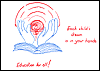 Each child's
dream
is in your hands
Education for all!